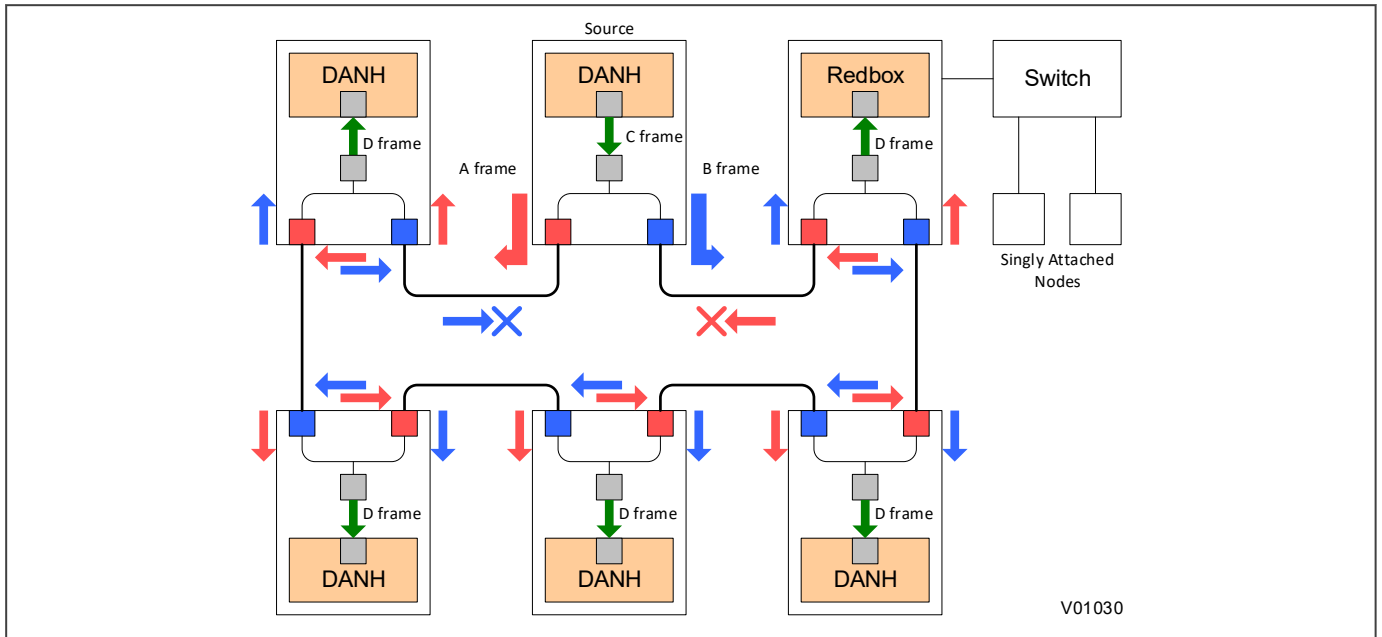 Source
DANH
DANH
Redbox
Switch
D frame
C frame
D frame
A frame
B frame
Singly Attached
Nodes
D frame
D frame
D frame
DANH
DANH
DANH
V01030